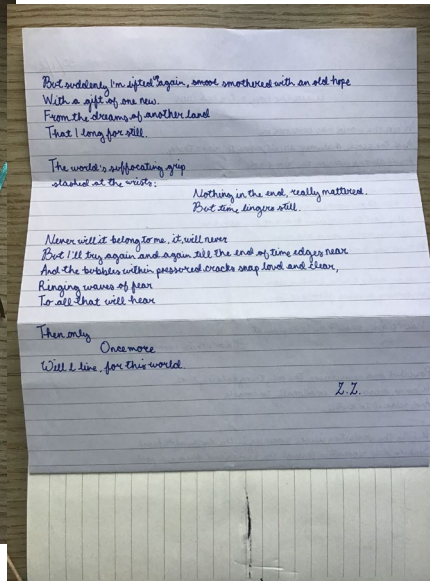 But suddenly I'm lifted up again, smoot smothered with an old hope
With a gift of one new.
From the dreams of another land
That I long for still.
The world's suffocating grip
slashed at the wrists;
Nothing in the end, really mattered.
But time lingers still.
Never will it belong to me, it will never
But I'll try again and again till the end of time edges near
And the bubbles within pressured cracks snap loud and clear,
Ringing waves of fear
To all that will hear
Then only
Once more
Will I live, for this world.
Z.Z.